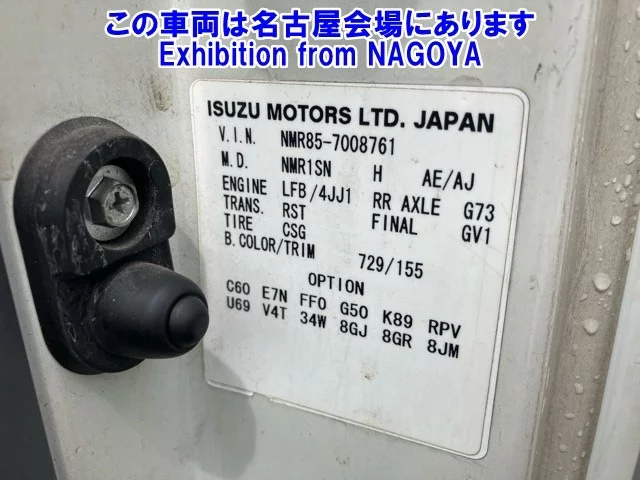 この車両は名古屋会場にあります
Exhibition from NAGOYA
ISUZU MOTORS LTD. JAPAN
V.I.N. NMR85-7008761
M.D. NMR1SN H AE/AJ
ENGINE LFB/4JJ1 RR AXLE G73
TRANS. RST FINAL GV1
TIRE CSG
B.COLOR/TRIM 729/155
OPTION
C60 E7N FF0 G50 K89 RPV
U69 V4T 34W 8GJ 8GR 8JM